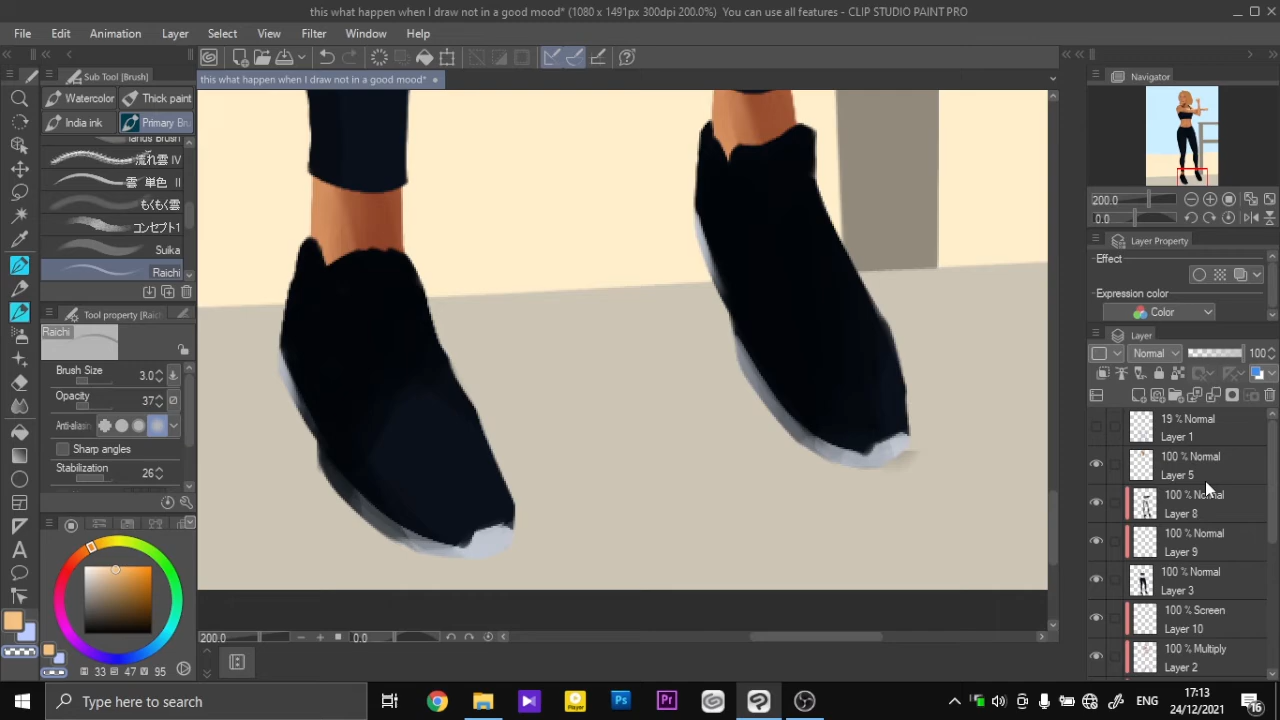 this what happen when I draw not in a good mood* (1080 x 1491px 300dpi 200.0%)  You can use all features - CLIP STUDIO PAINT PRO
File Edit Animation Layer Select View Filter Window Help
Sub Tool [Brush]
this what happen when I draw not in a good mood*
Navigator
Watercolor
Thick paint
India ink
Primary Bru
流れ雲 IV
雲 単色 II
もくもく雲
コンセプト1
Suika
Raichi
200.0
0.0
Layer Property
Effect
Expression color
Color
Tool property [Raich
Raichi
Layer
Normal
100
Brush Size
3.0
Opacity
37
Anti-aliasing
Sharp angles
Stabilization
26
19 % Normal
Layer 1
100 % Normal
Layer 5
100 % Normal
Layer 8
100 % Normal
Layer 9
100 % Normal
Layer 3
100 % Screen
Layer 10
100 % Multiply
Layer 2
200.0
0.0
33
47
95
Type here to search
Player
Ps
Pr
ENG
17:13
24/12/2021
16